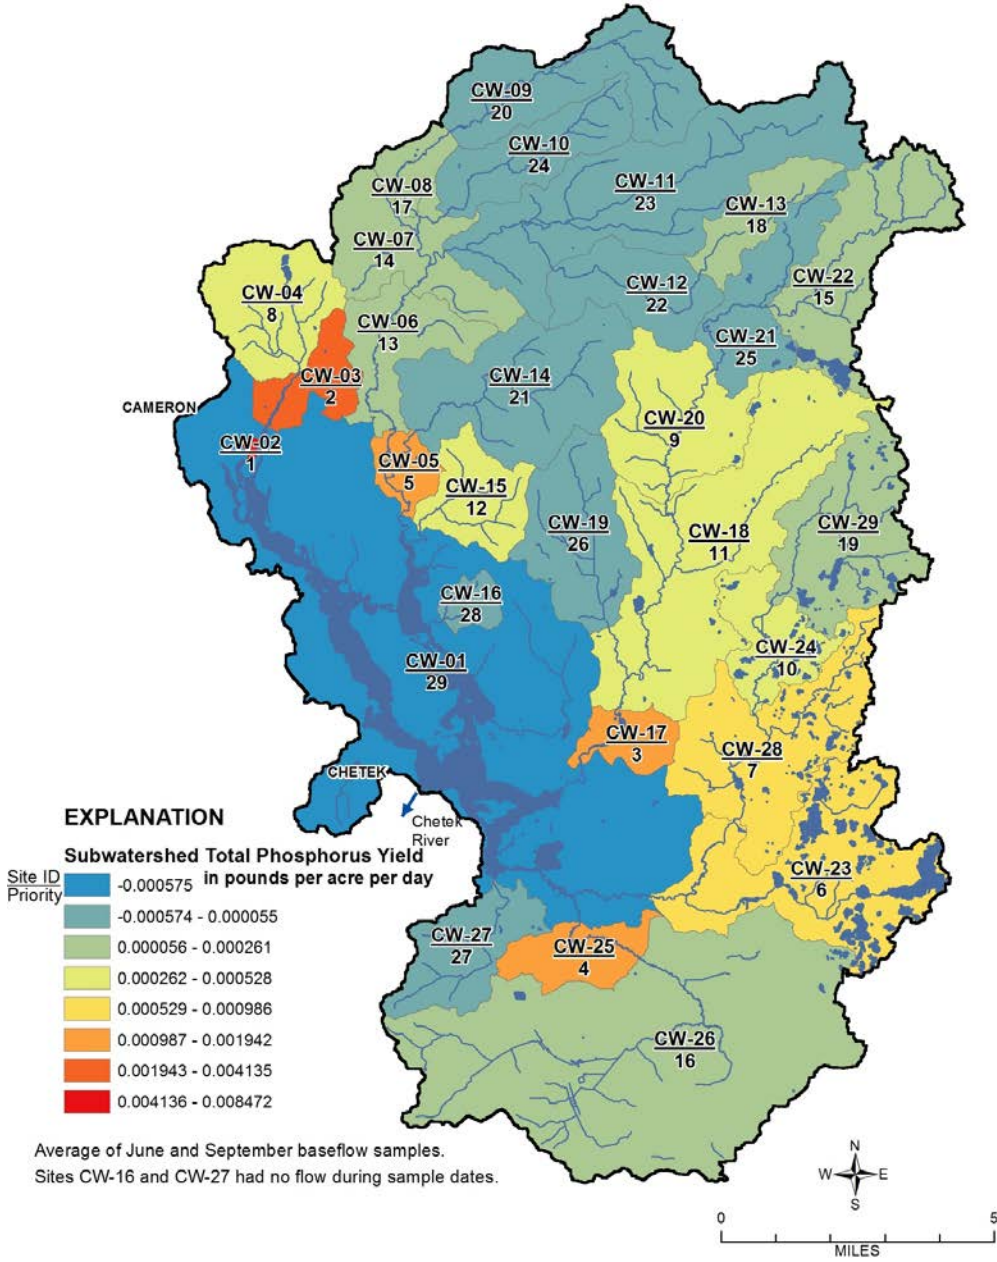 CW-09
20
CW-10
24
CW-08
17
CW-11
23
CW-13
18
CW-07
14
CW-22
15
CW-04
8
CW-12
22
CW-06
13
CW-21
25
CW-03
2
CW-14
21
CAMERON
CW-20
9
CW-02
1
CW-05
5
CW-15
12
CW-19
26
CW-18
11
CW-29
19
CW-16
28
CW-24
10
CW-01
29
CW-17
3
CW-28
7
CHETEK
Chetek
River
CW-23
6
CW-27
27
CW-25
4
CW-26
16
EXPLANATION
Subwatershed Total Phosphorus Yield
in pounds per acre per day
Site ID
Priority
-0.000575
-0.000574 - 0.000055
0.000056 - 0.000261
0.000262 - 0.000528
0.000529 - 0.000986
0.000987 - 0.001942
0.001943 - 0.004135
0.004136 - 0.008472
Average of June and September baseflow samples.
Sites CW-16 and CW-27 had no flow during sample dates.
N
W E
S
0 5
MILES